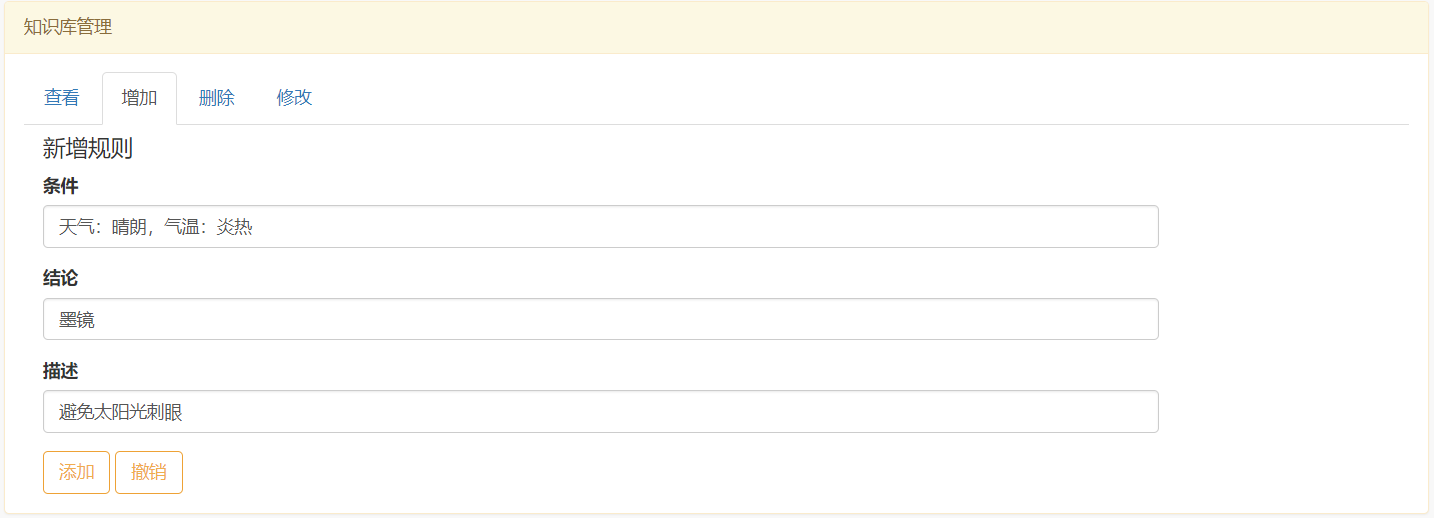 知识库管理
查看 增加 删除 修改
新增规则
条件
天气：晴朗，气温：炎热
结论
墨镜
描述
避免太阳光刺眼
添加 撤销